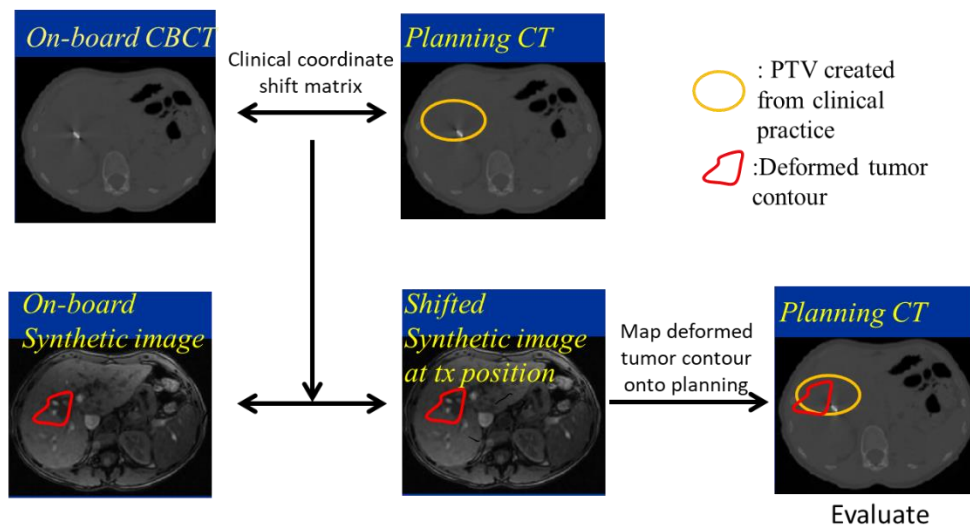 On-board CBCT
Clinical coordinate
shift matrix
Planning CT
: PTV created
from clinical
practice
:Deformed tumor
contour
On-board
Synthetic image
Shifted
Synthetic image
at tx position
Map deformed
tumor contour
onto planning
Planning CT
Evaluate